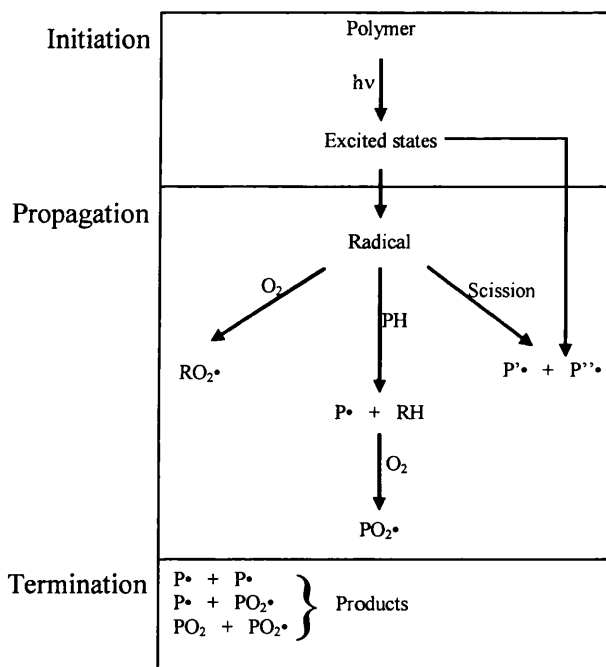 Initiation
Polymer
hν
Excited states
Propagation
Radical
O₂
Scission
PH
RO₂•
P'• + P''•
P• + RH
O₂
PO₂•
Termination
P• + P•
P• + PO₂•
PO₂ + PO₂•
Products